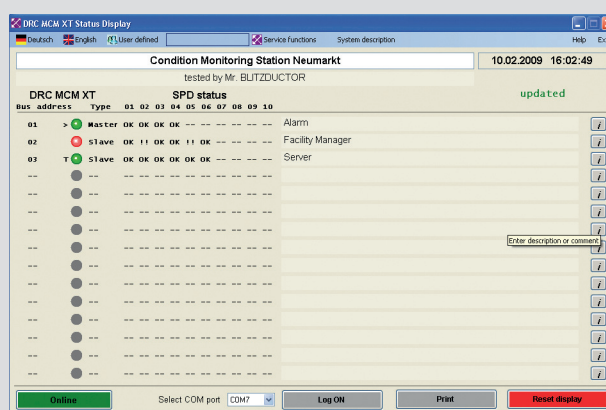 DRC MCM XT Status Display
Deutsch English User defined Service functions System description Help
Condition Monitoring Station Neumarkt 10.02.2009 16:02:49
tested by Mr. BLITZDUCTOR
DRC MCM XT SPD status updated
Bus address Type 01 02 03 04 05 06 07 08 09 10
01 > Master OK OK OK OK -- -- -- -- -- -- Alarm i
02 Slave OK !! OK OK !! OK -- -- -- -- Facility Manager i
03 T Slave OK OK OK OK OK OK -- -- -- -- Server i
-- -- -- -- -- -- -- -- -- -- -- -- i
-- -- -- -- -- -- -- -- -- -- -- -- i
-- -- -- -- -- -- -- -- -- -- -- -- i
-- -- -- -- -- -- -- -- -- -- -- -- i
Enter description or comment
-- -- -- -- -- -- -- -- -- -- -- -- i
-- -- -- -- -- -- -- -- -- -- -- -- i
-- -- -- -- -- -- -- -- -- -- -- -- i
-- -- -- -- -- -- -- -- -- -- -- -- i
-- -- -- -- -- -- -- -- -- -- -- -- i
-- -- -- -- -- -- -- -- -- -- -- -- i
-- -- -- -- -- -- -- -- -- -- -- -- i
-- -- -- -- -- -- -- -- -- -- -- -- i
Online Select COM port COM7 Log ON Print Reset display